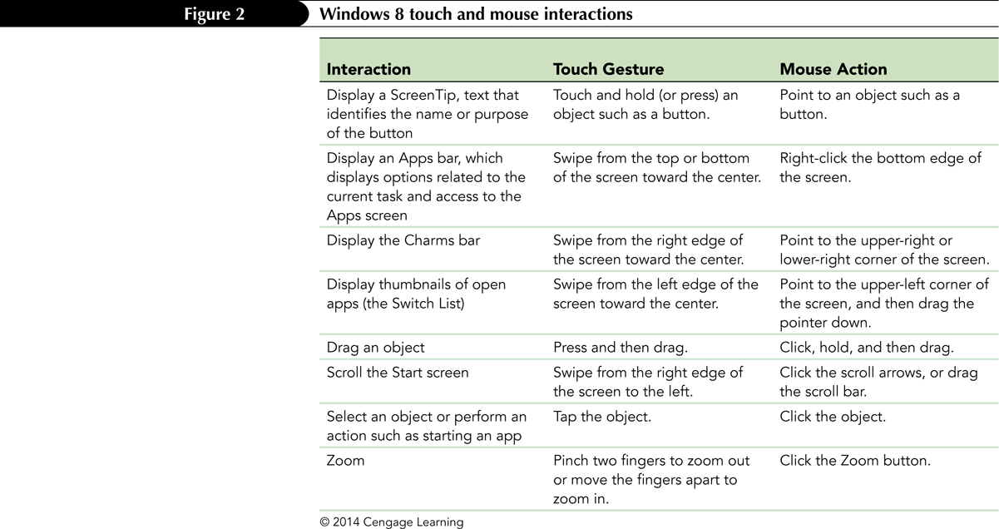 Figure 2
Windows 8 touch and mouse interactions
Interaction
Touch Gesture
Mouse Action
Display a ScreenTip, text that
identifies the name or purpose
of the button
Touch and hold (or press) an
object such as a button.
Point to an object such as a
button.
Display an Apps bar, which
displays options related to the
current task and access to the
Apps screen
Swipe from the top or bottom
of the screen toward the center.
Right-click the bottom edge of
the screen.
Display the Charms bar
Swipe from the right edge of
the screen toward the center.
Point to the upper-right or
lower-right corner of the screen.
Display thumbnails of open
apps (the Switch List)
Swipe from the left edge of the
screen toward the center.
Point to the upper-left corner of
the screen, and then drag the
pointer down.
Drag an object
Press and then drag.
Click, hold, and then drag.
Scroll the Start screen
Swipe from the right edge of
the screen to the left.
Click the scroll arrows, or drag
the scroll bar.
Select an object or perform an
action such as starting an app
Tap the object.
Click the object.
Zoom
Pinch two fingers to zoom out
or move the fingers apart to
zoom in.
Click the Zoom button.
© 2014 Cengage Learning